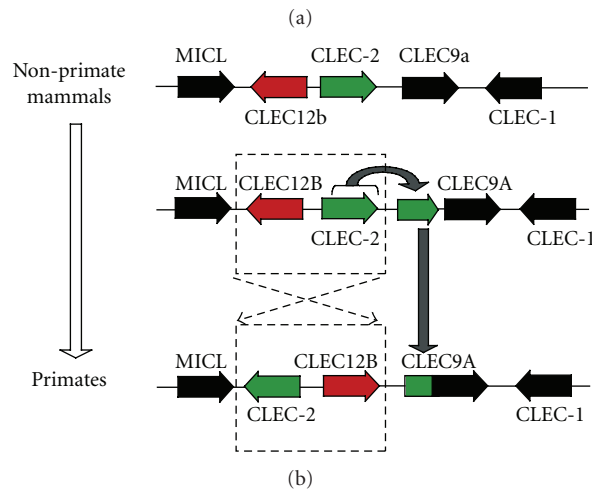 (a)
Non-primate
mammals
MICL
CLEC-2
CLEC9a
CLEC12b
CLEC-1
MICL
CLEC12B
CLEC9A
CLEC-2
CLEC-1
Primates
MICL
CLEC12B
CLEC9A
CLEC-2
CLEC-1
(b)